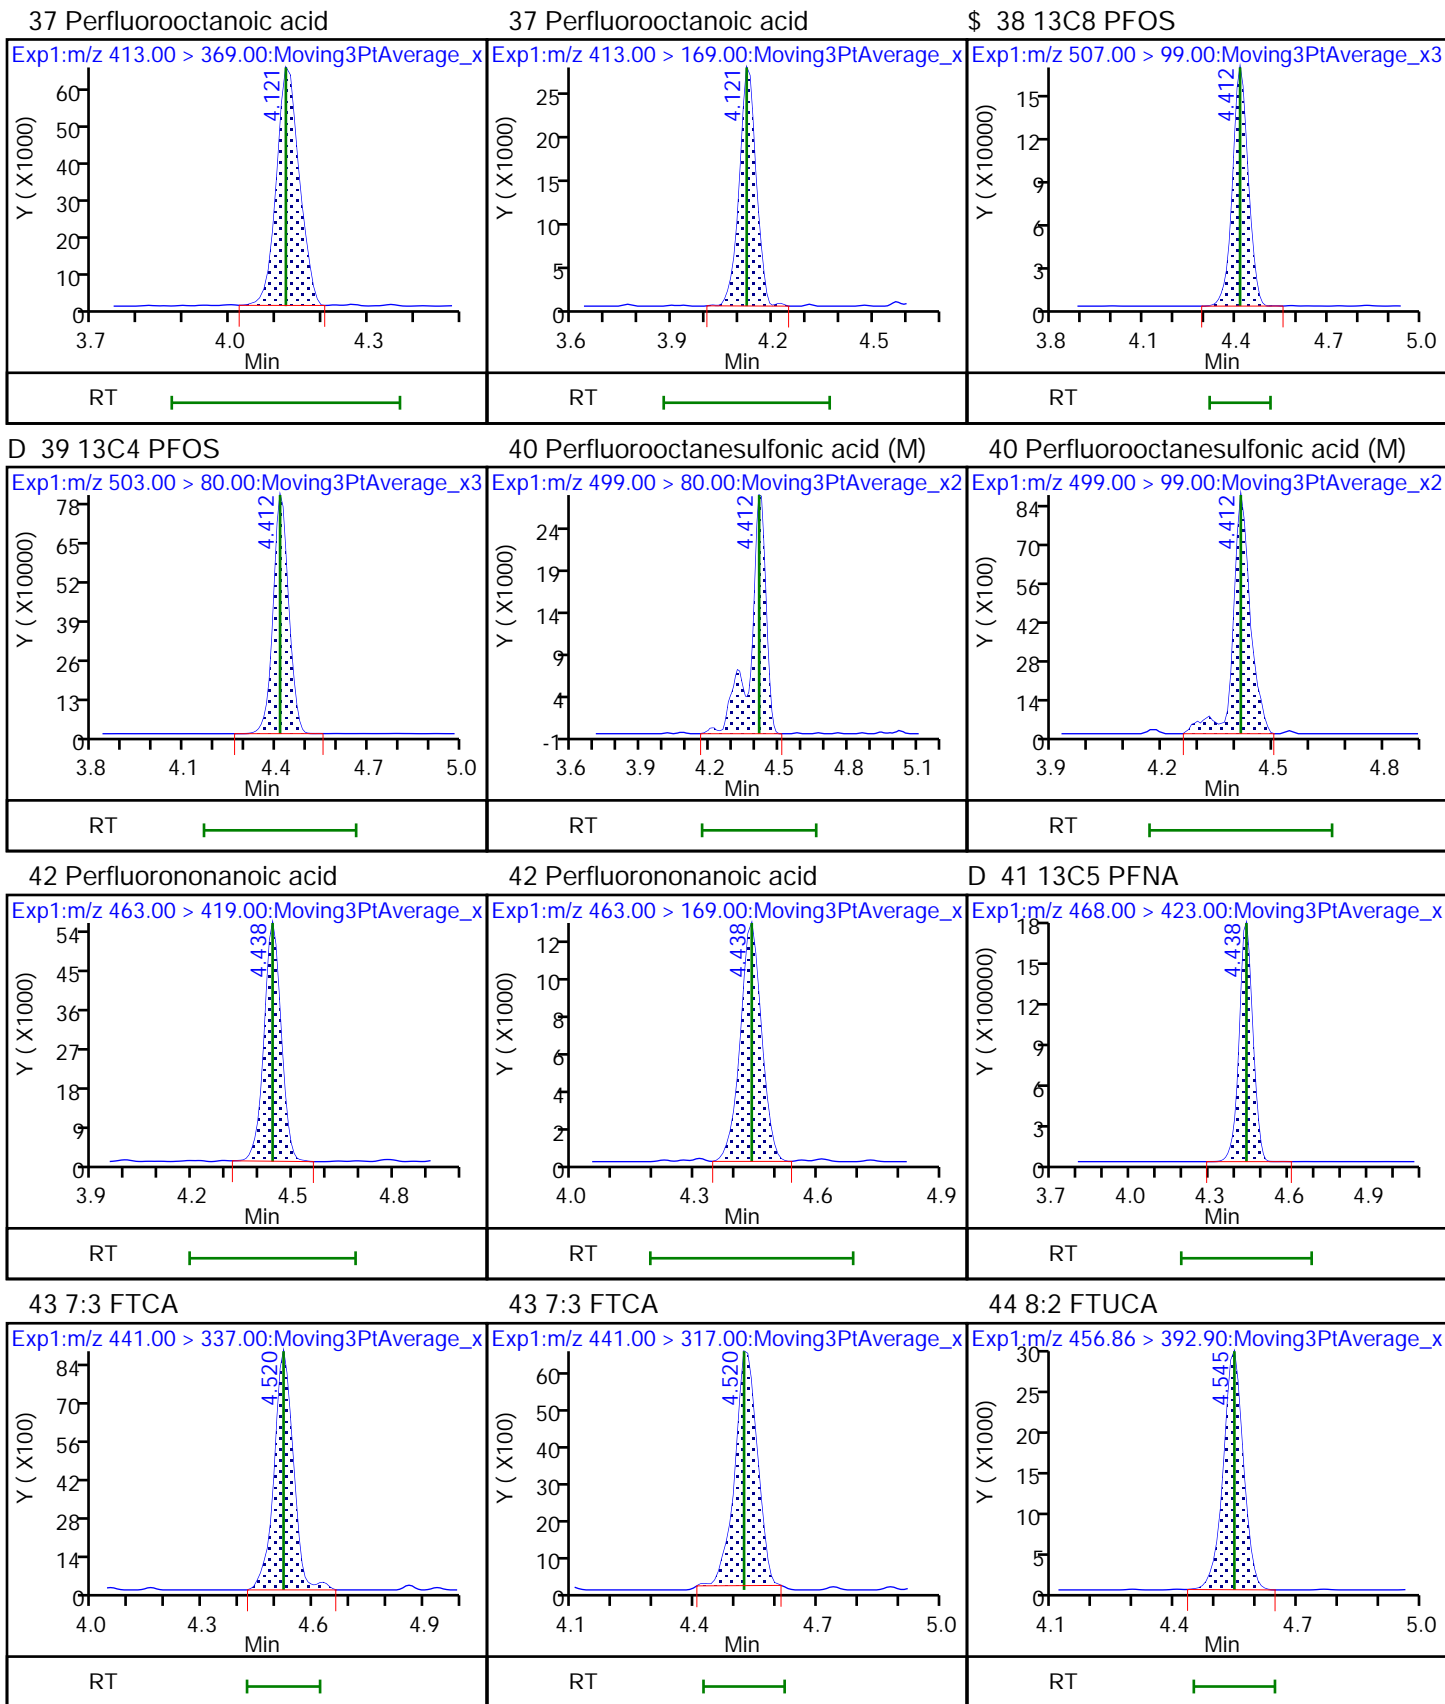 37 Perfluorooctanoic acid
Exp1:m/z 413.00 > 369.00:Moving3PtAverage_x
4.121
Y ( X1000)
60
50
40
30
20
10
0
3.7 4.0 4.3
Min
RT
37 Perfluorooctanoic acid
Exp1:m/z 413.00 > 169.00:Moving3PtAverage_x
4.121
Y ( X1000)
25
20
15
10
5
0
3.6 3.9 4.2 4.5
Min
RT
$ 38 13C8 PFOS
Exp1:m/z 507.00 > 99.00:Moving3PtAverage_x3
4.412
Y ( X10000)
15
12
9
6
3
0
3.8 4.1 4.4 4.7 5.0
Min
RT
D 39 13C4 PFOS
Exp1:m/z 503.00 > 80.00:Moving3PtAverage_x3
4.412
Y ( X10000)
78
65
52
39
26
13
0
3.8 4.1 4.4 4.7 5.0
Min
RT
40 Perfluorooctanesulfonic acid (M)
Exp1:m/z 499.00 > 80.00:Moving3PtAverage_x2
4.412
Y ( X1000)
24
19
14
9
4
-1
3.6 3.9 4.2 4.5 4.8 5.1
Min
RT
40 Perfluorooctanesulfonic acid (M)
Exp1:m/z 499.00 > 99.00:Moving3PtAverage_x2
4.412
Y ( X100)
84
70
56
42
28
14
0
3.9 4.2 4.5 4.8
Min
RT
42 Perfluorononanoic acid
Exp1:m/z 463.00 > 419.00:Moving3PtAverage_x
4.438
Y ( X1000)
54
45
36
27
18
9
0
3.9 4.2 4.5 4.8
Min
RT
42 Perfluorononanoic acid
Exp1:m/z 463.00 > 169.00:Moving3PtAverage_x
4.438
Y ( X1000)
12
10
8
6
4
2
0
4.0 4.3 4.6 4.9
Min
RT
D 41 13C5 PFNA
Exp1:m/z 468.00 > 423.00:Moving3PtAverage_x
4.438
Y ( X100000)
18
15
12
9
6
3
0
3.7 4.0 4.3 4.6 4.9
Min
RT
43 7:3 FTCA
Exp1:m/z 441.00 > 337.00:Moving3PtAverage_x
4.520
Y ( X100)
84
70
56
42
28
14
0
4.0 4.3 4.6 4.9
Min
RT
43 7:3 FTCA
Exp1:m/z 441.00 > 317.00:Moving3PtAverage_x
4.520
Y ( X100)
60
50
40
30
20
10
0
4.1 4.4 4.7 5.0
Min
RT
44 8:2 FTUCA
Exp1:m/z 456.86 > 392.90:Moving3PtAverage_x
4.545
Y ( X1000)
30
25
20
15
10
5
0
4.1 4.4 4.7 5.0
Min
RT